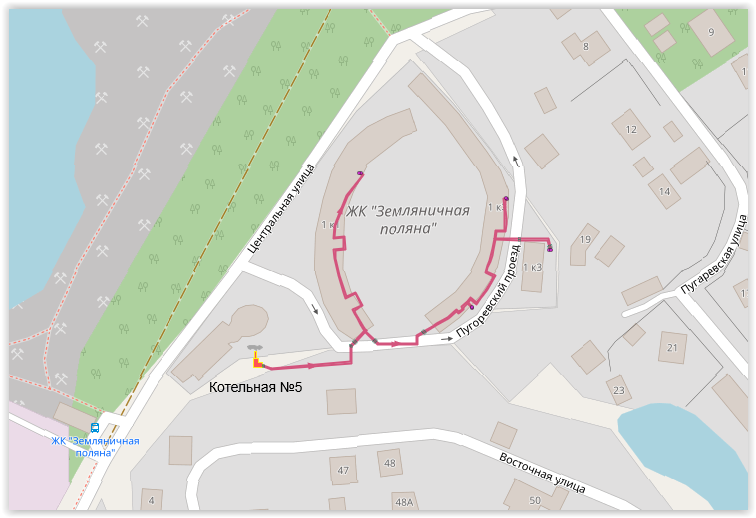 8
9
12
14
19
Центральная улица
ЖК "Земляничная
поляна"
1 к
1 к
1 к3
Пугоревский проезд
Пугаревская улица
21
23
Котельная №5
ЖК "Земляничная
поляна"
Восточная улица
47
48
48А
50
4